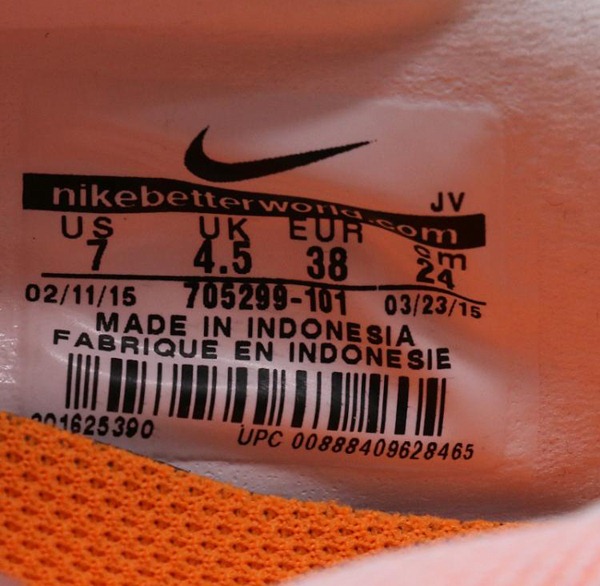 nikebetterworld.com JV
US UK EUR cm
7 4.5 38 24
02/11/15 705299-101 03/23/15
MADE IN INDONESIA
FABRIQUE EN INDONESIE
UPC 00888409628465